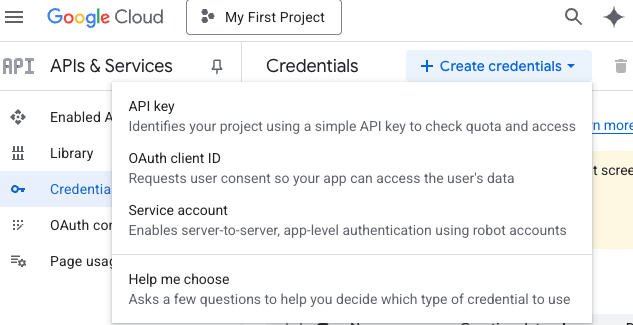 Google Cloud
My First Project
API
APIs & Services
Credentials
+ Create credentials
API key
Identifies your project using a simple API key to check quota and access
OAuth client ID
Requests user consent so your app can access the user's data
Service account
Enables server-to-server, app-level authentication using robot accounts
Help me choose
Asks a few questions to help you decide which type of credential to use
Enabled A
Library
Credentia
OAuth con
Page usag
n more
t scree